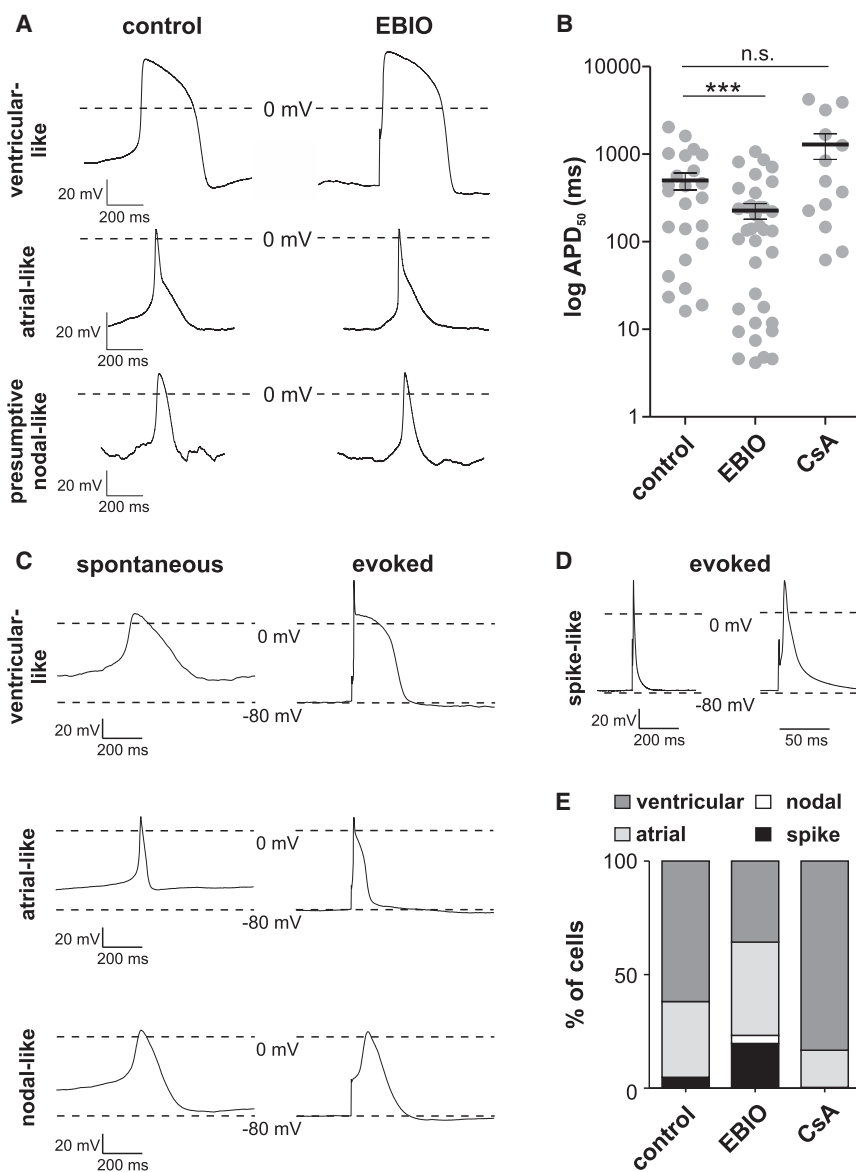 A
control
EBIO
ventricular-
like
0 mV
20 mV
200 ms
atrial-like
0 mV
20 mV
200 ms
presumptive
nodal-like
0 mV
20 mV
200 ms
B
n.s.
***
log APD50 (ms)
10000
1000
100
10
1
control
EBIO
CsA
C
spontaneous
evoked
ventricular-
like
0 mV
-80 mV
20 mV
200 ms
atrial-like
0 mV
-80 mV
20 mV
200 ms
nodal-like
0 mV
-80 mV
20 mV
200 ms
D
evoked
spike-like
0 mV
-80 mV
20 mV
200 ms
50 ms
E
ventricular
nodal
atrial
spike
% of cells
100
50
0
control
EBIO
CsA